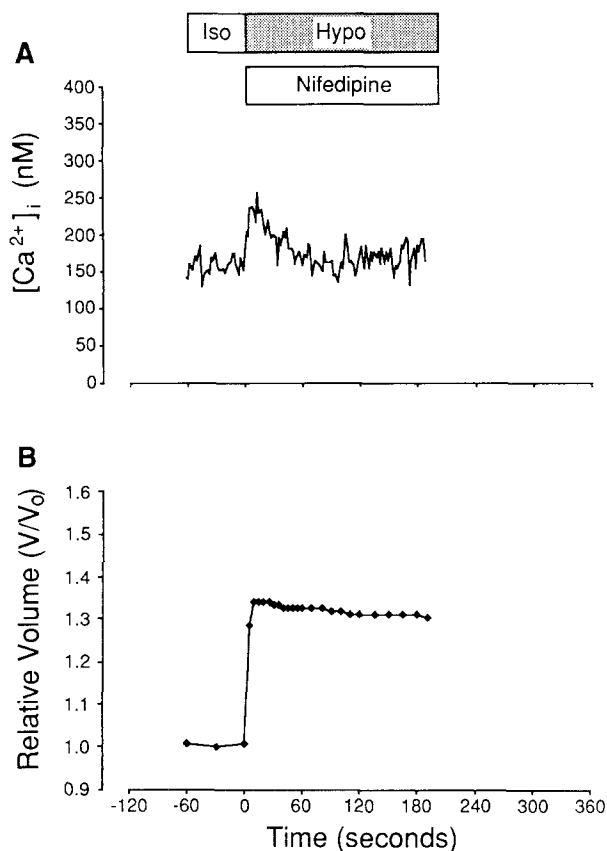 Iso Hypo
A
Nifedipine
400
350
300
250
200
150
100
50
0
[Ca2+]i (nM)
B
1.6
1.5
1.4
1.3
1.2
1.1
1.0
0.9
Relative Volume (V/Vo)
-120 -60 0 60 120 180 240 300 360
Time (seconds)